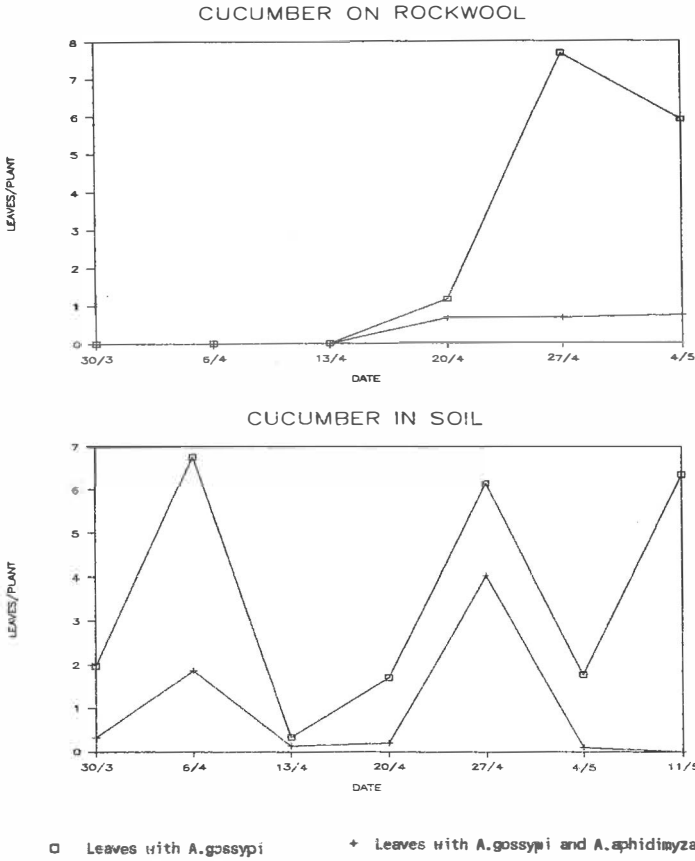 CUCUMBER ON ROCKWOOL
8
7
6
5
4
3
2
1
0
LEAVES/PLANT
30/3 6/4 13/4 20/4 27/4 4/5
DATE
CUCUMBER IN SOIL
7
6
5
4
3
2
1
0
LEAVES/PLANT
30/3 6/4 13/4 20/4 27/4 4/5 11/5
DATE
Leaves with A.gossypi + Leaves with A.gossypi and A.aphidimyza